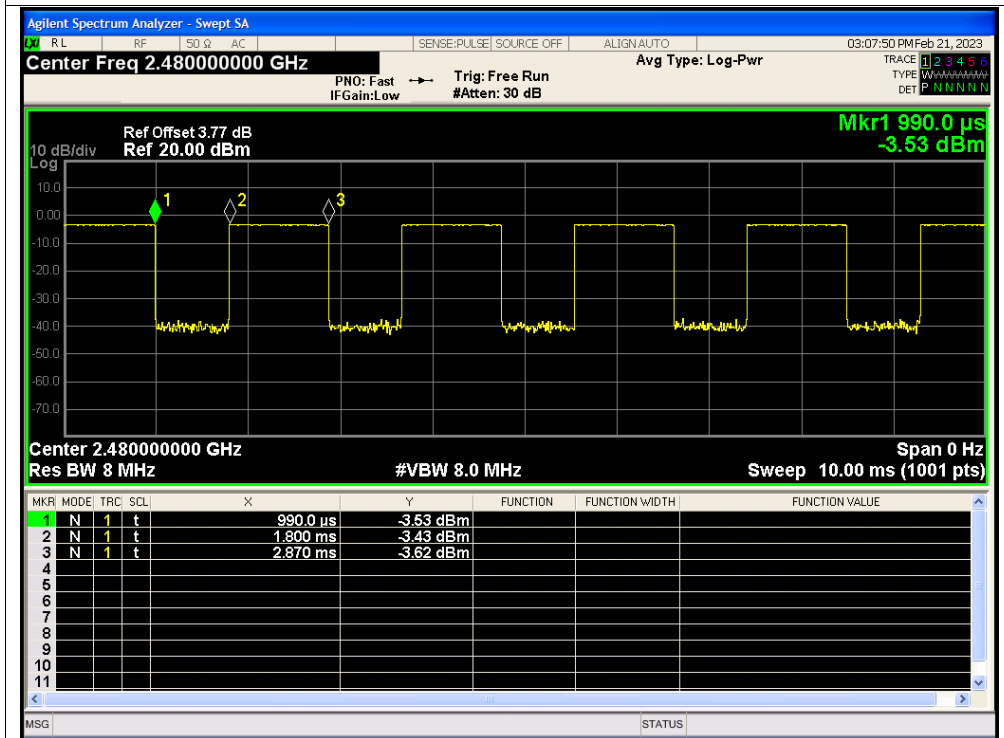 Agilent Spectrum Analyzer - Swept SA
LXI RL RF 50 Ω AC SENSE:PULSE SOURCE OFF ALIGNAUTO 03:07:50 PMFeb 21, 2023
Center Freq 2.480000000 GHz Avg Type: Log-Pwr TRACE 1 2 3 4 5 6
PNO: Fast Trig: Free Run TYPE WWWWWW
IFGain:Low #Atten: 30 dB DET P N N N N N
Mkr1 990.0 µs
Ref Offset 3.77 dB
10 dB/div Ref 20.00 dBm -3.53 dBm
Log
10.0
1 2 3
0.00
-10.0
-20.0
-30.0
-40.0
-50.0
-60.0
-70.0
Center 2.480000000 GHz Span 0 Hz
Res BW 8 MHz #VBW 8.0 MHz Sweep 10.00 ms (1001 pts)
MKR MODE TRC SCL X Y FUNCTION FUNCTION WIDTH FUNCTION VALUE
1 N 1 t 990.0 µs -3.53 dBm
2 N 1 t 1.800 ms -3.43 dBm
3 N 1 t 2.870 ms -3.62 dBm
4
5
6
7
8
9
10
11
MSG STATUS